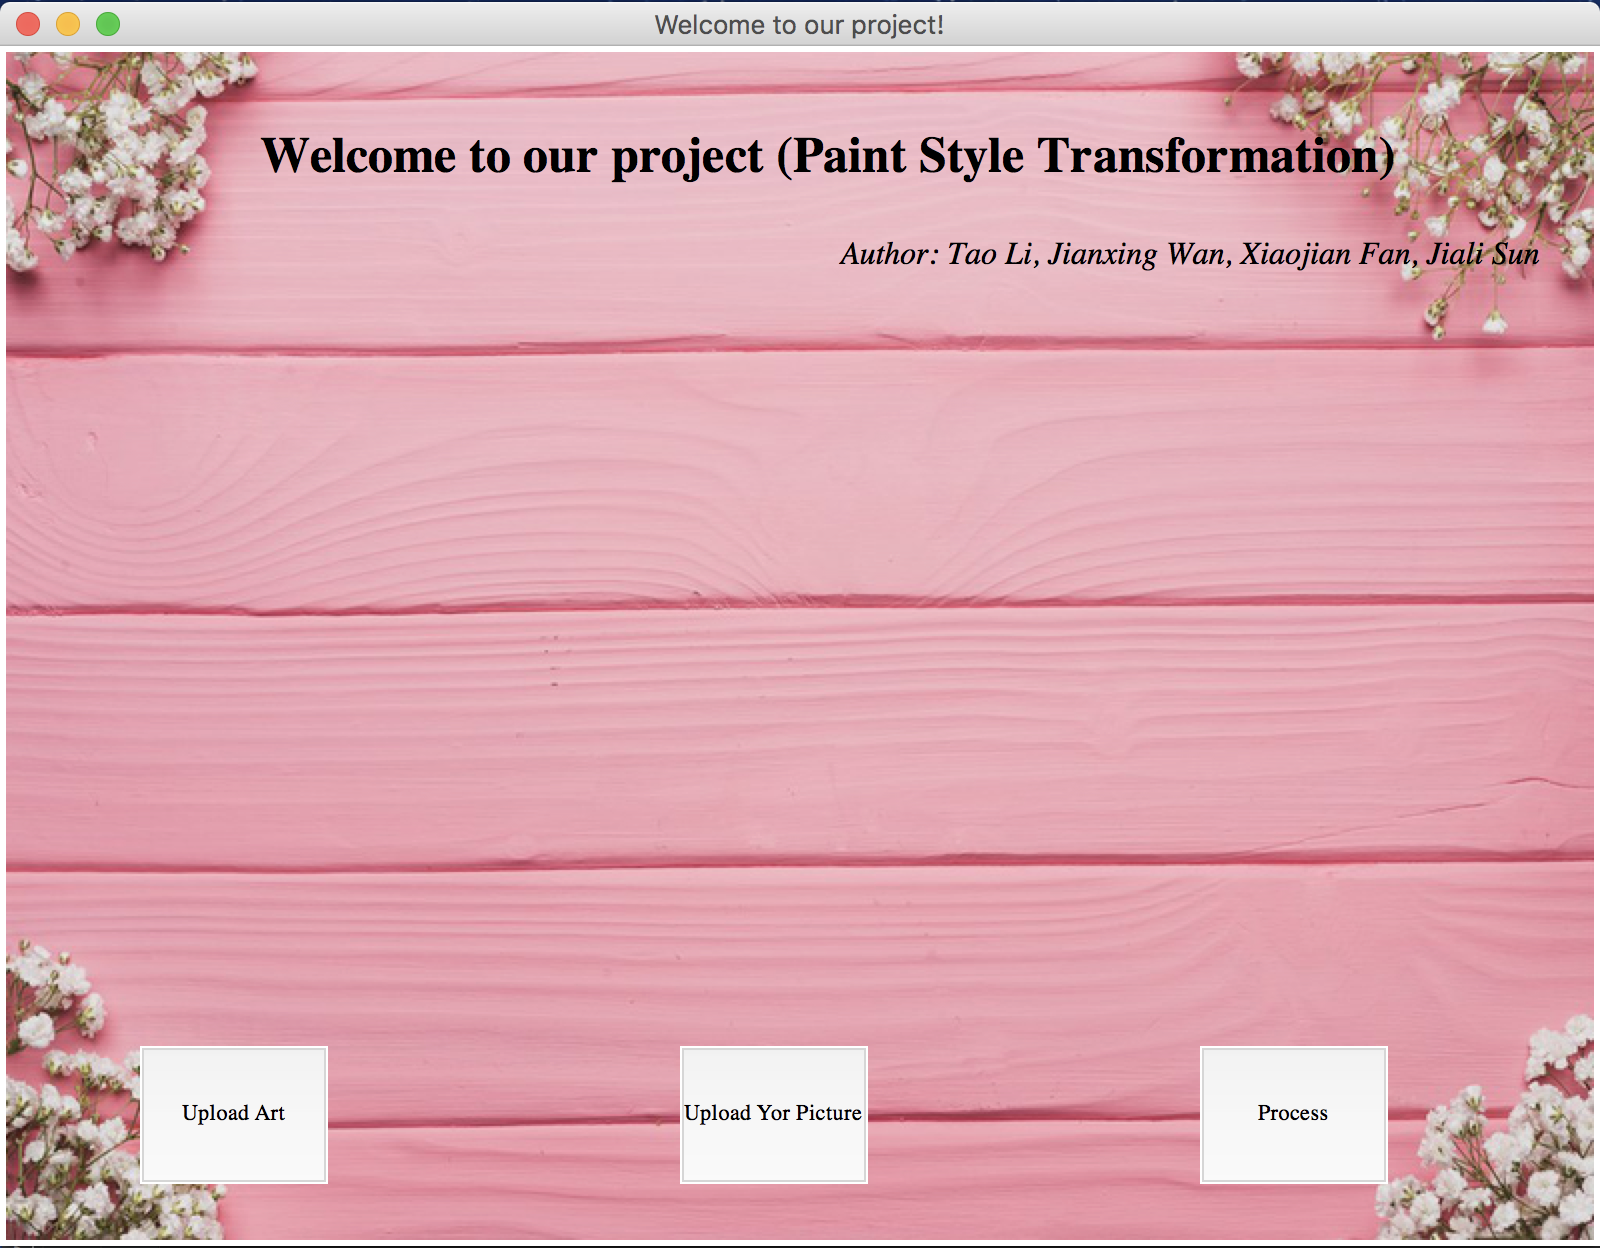 Welcome to our project!
Welcome to our project (Paint Style Transformation)
Author: Tao Li, Jianxing Wan, Xiaojian Fan, Jiali Sun
Upload Art
Upload Yor Picture
Process